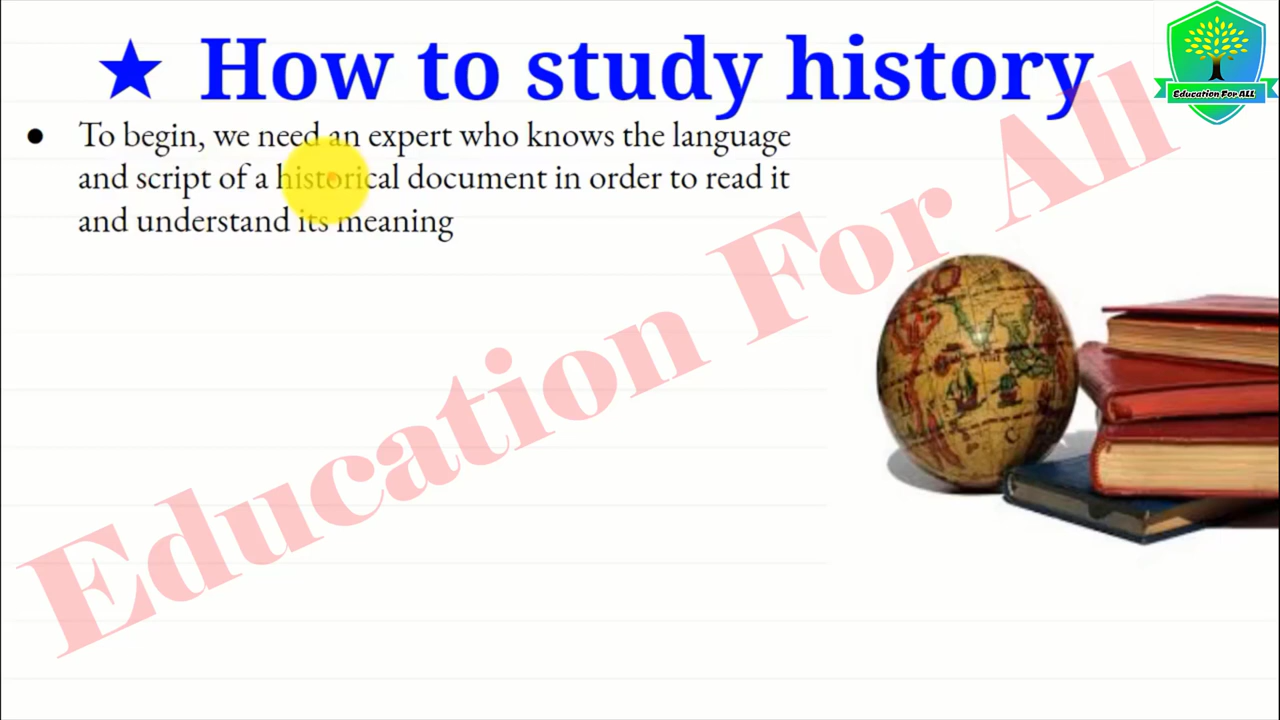 ★ How to study history
Education For ALL
● To begin, we need an expert who knows the language
and script of a historical document in order to read it
and understand its meaning
Education For All